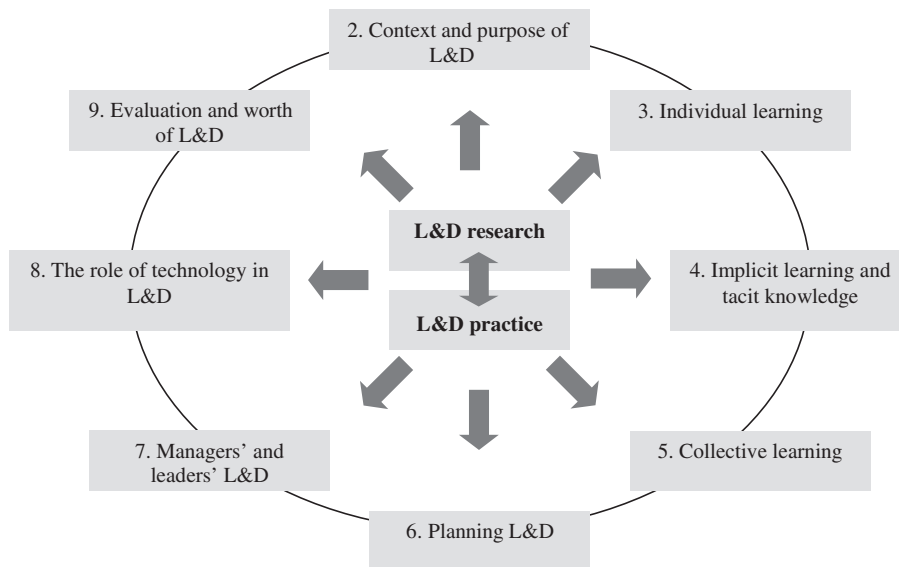 2. Context and purpose of
L&D
3. Individual learning
4. Implicit learning and
tacit knowledge
5. Collective learning
6. Planning L&D
7. Managers’ and
leaders’ L&D
8. The role of technology in
L&D
9. Evaluation and worth
of L&D
L&D research
L&D practice